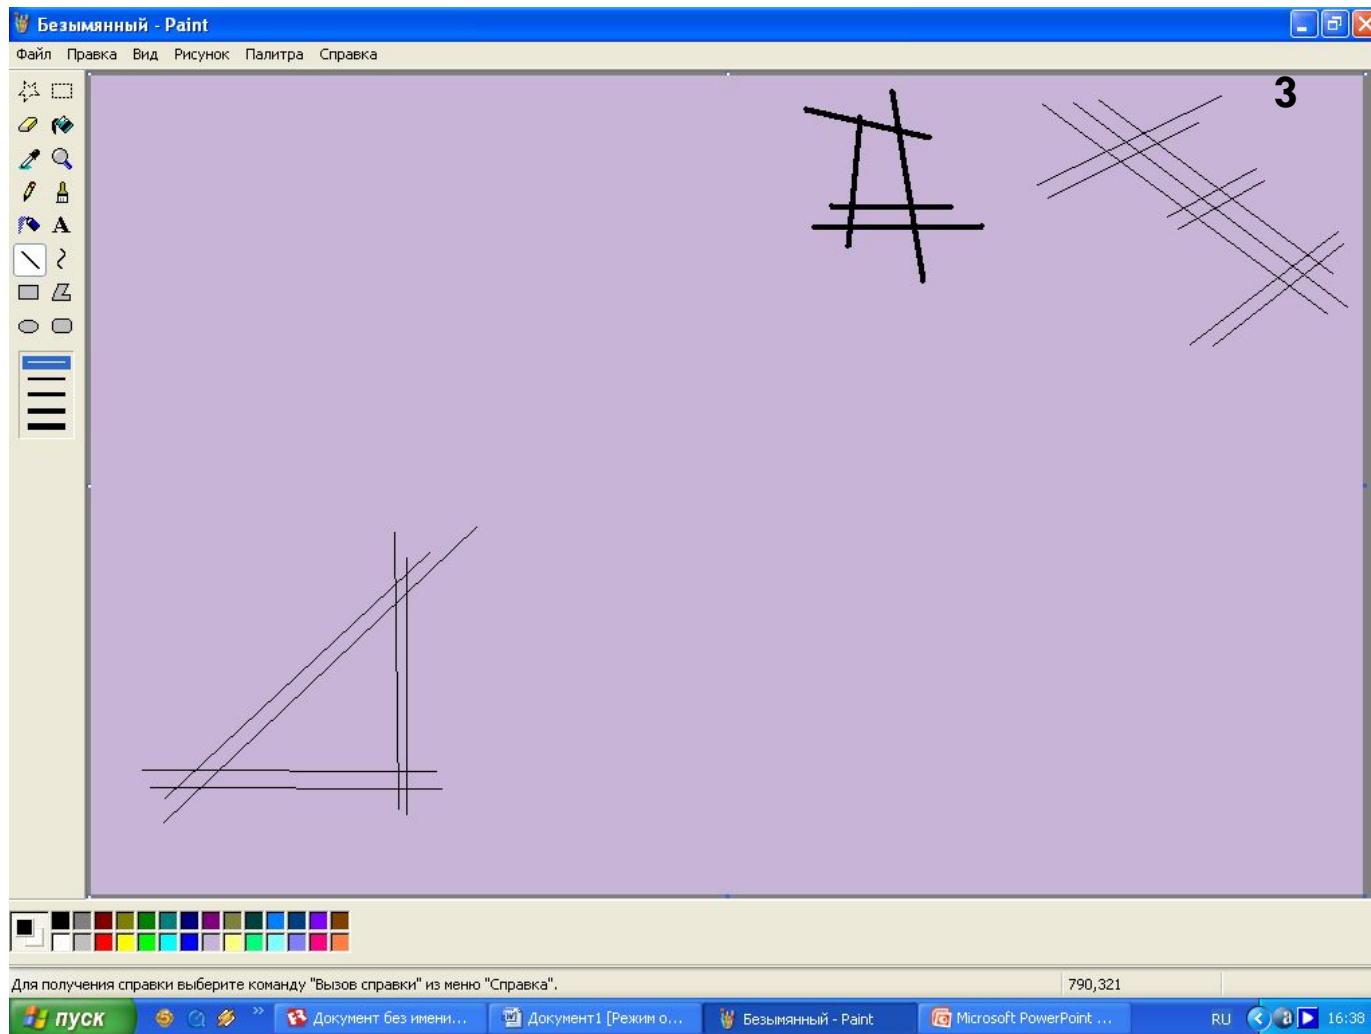 Безымянный - Paint
Файл Правка Вид Рисунок Палитра Справка
3
A
Для получения справки выберите команду "Вызов справки" из меню "Справка".
790,321
пуск
»
Документ без имени...
Документ1 [Режим о...
Безымянный - Paint
Microsoft PowerPoint ...
RU
16:38